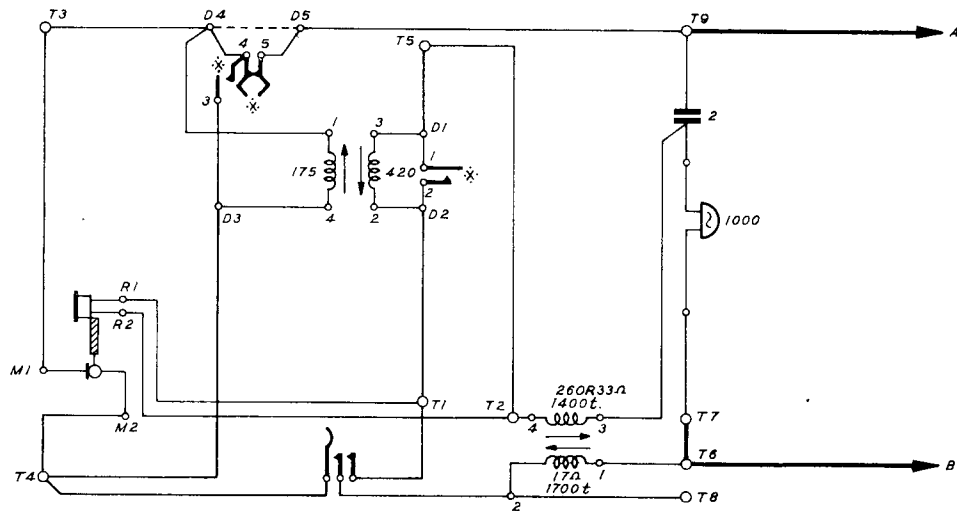 T3 D4 D5 T9 A
4 5 T5
3 2
1 3 D1
175 420 1
2
4 2 D2
D3 1000
R1
R2
M1 260R33Ω
1400t.
T1 T2 4 3 T7
M2
T4 1 T6 B
17Ω
1700t T8
2